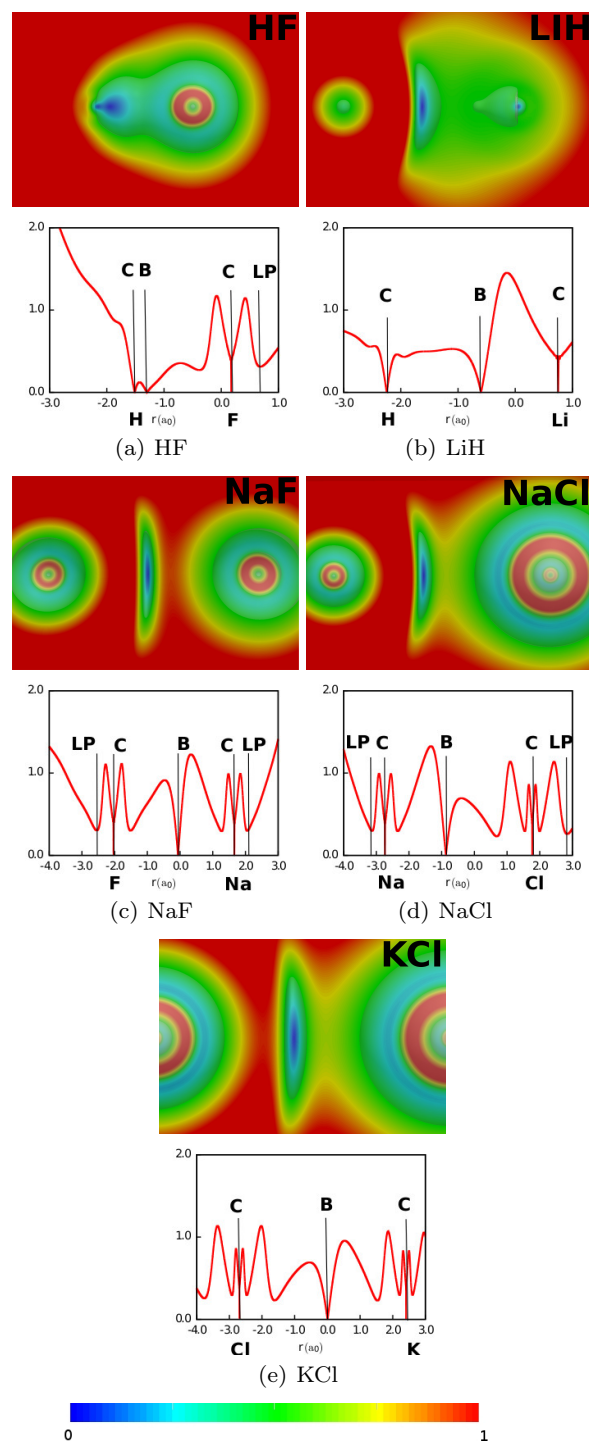 HF LIH
2.0 2.0
C B C LP
C B C
1.0 1.0
0.0 0.0
-3.0 -2.0 -1.0 0.0 1.0 -3.0 -2.0 -1.0 0.0 1.0
H r(a₀) F H r(a₀) Li
(a) HF (b) LiH
NaF NaCl
2.0 2.0
LP C B C LP LP C B C LP
1.0 1.0
0.0 0.0
-4.0 -3.0 -2.0 -1.0 0.0 1.0 2.0 3.0 -4.0 -3.0 -2.0 -1.0 0.0 1.0 2.0 3.0
F r(a₀) Na Na r(a₀) Cl
(c) NaF (d) NaCl
KCl
2.0
C B C
1.0
0.0
-4.0 -3.0 -2.0 -1.0 0.0 1.0 2.0 3.0
Cl r(a₀) K
(e) KCl
0 1